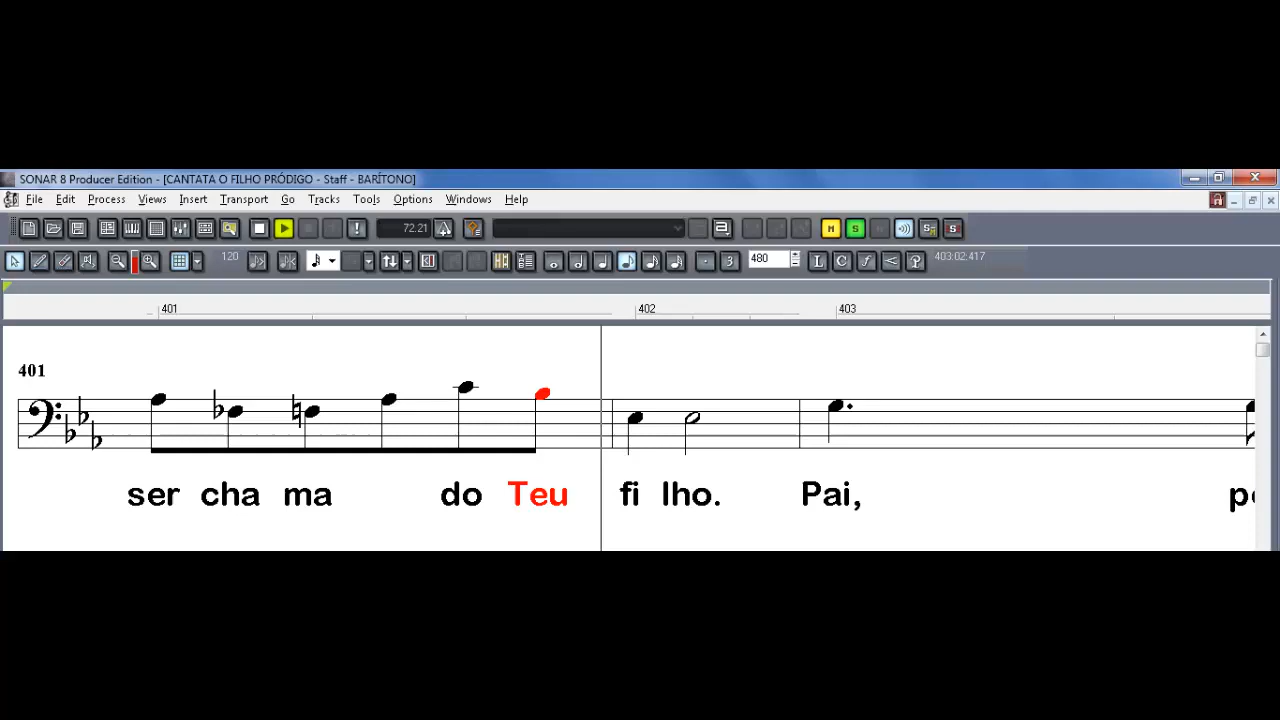 SONAR 8 Producer Edition - [CANTATA O FILHO PRÓDIGO - Staff - BARÍTONO]
File Edit Process Views Insert Transport Go Tracks Tools Options Windows Help
72.21 M S
120 3 480 L C f 403:02:417
401 402 403
401
ser cha ma do Teu fi lho. Pai,